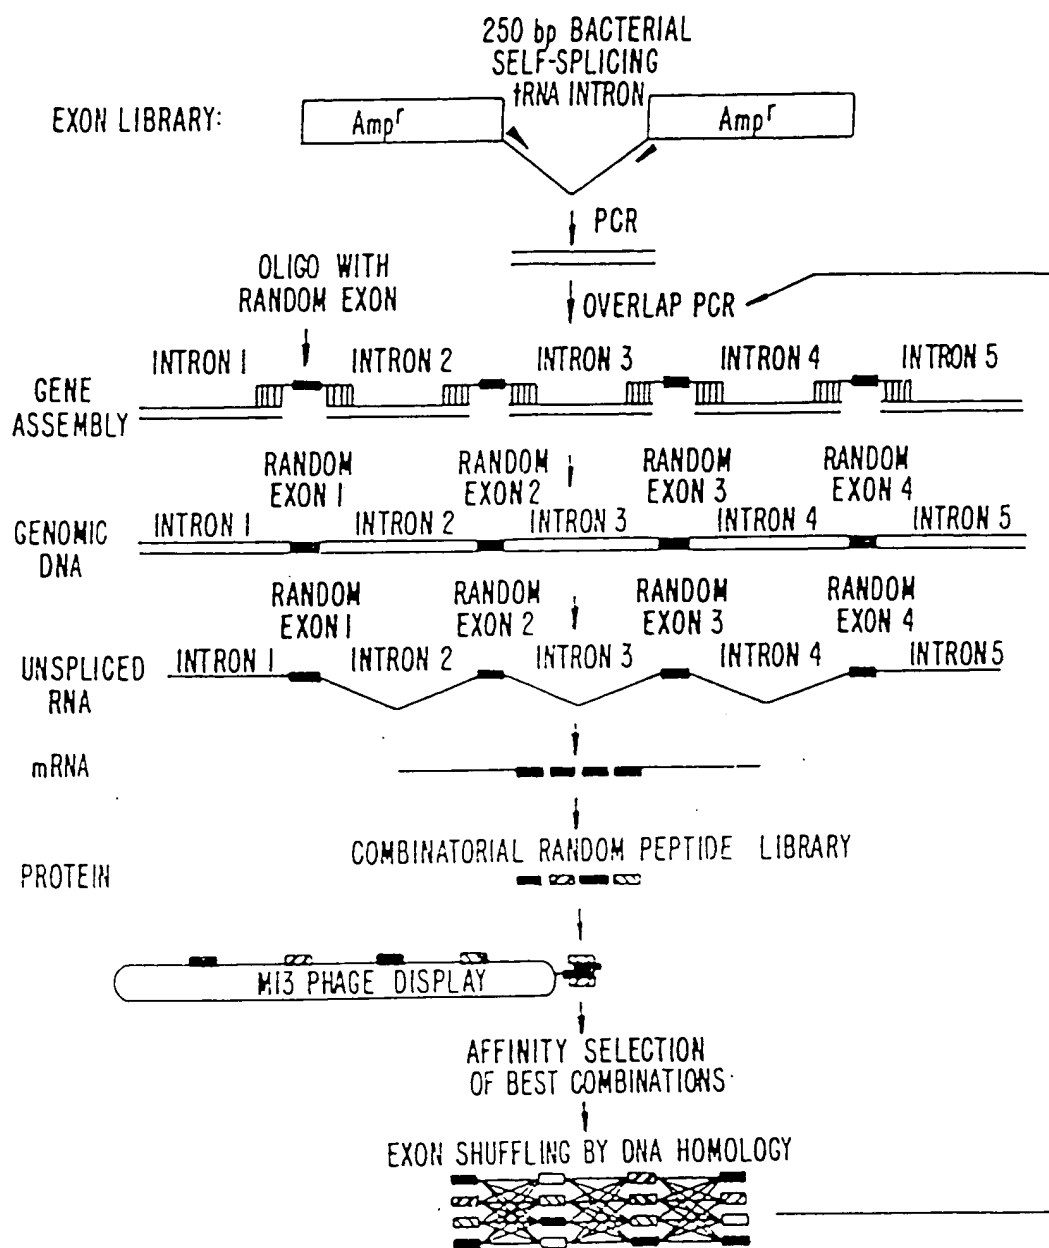 250 bp BACTERIAL
SELF-SPLICING
tRNA INTRON
EXON LIBRARY:
Ampr
Ampr
PCR
OLIGO WITH
RANDOM EXON
OVERLAP PCR
INTRON 1
INTRON 2
INTRON 3
INTRON 4
INTRON 5
GENE
ASSEMBLY
RANDOM
EXON 1
RANDOM
EXON 2
RANDOM
EXON 3
RANDOM
EXON 4
GENOMIC
DNA
INTRON 1
INTRON 2
INTRON 3
INTRON 4
INTRON 5
RANDOM
EXON 1
RANDOM
EXON 2
RANDOM
EXON 3
RANDOM
EXON 4
UNSPLICED
RNA
INTRON 1
INTRON 2
INTRON 3
INTRON 4
INTRON 5
mRNA
COMBINATORIAL RANDOM PEPTIDE LIBRARY
PROTEIN
M13 PHAGE DISPLAY
AFFINITY SELECTION
OF BEST COMBINATIONS
EXON SHUFFLING BY DNA HOMOLOGY